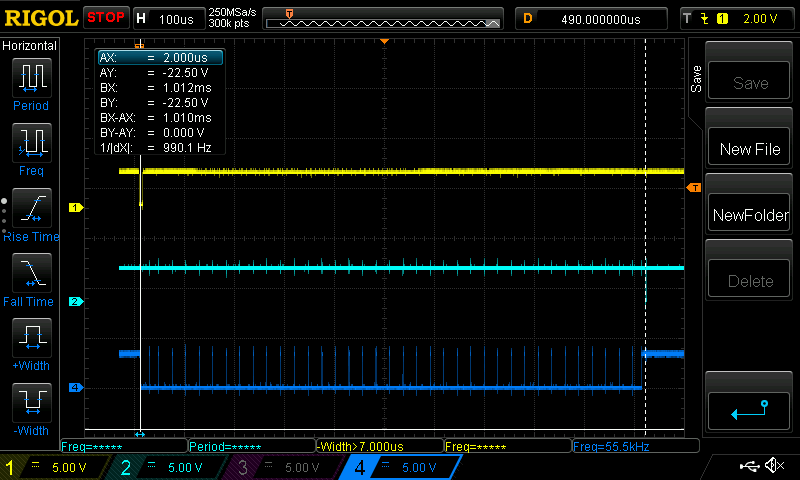 RIGOL STOP H 100us 250MSa/s 300k pts D 490.000000us T 1 2.00 V
Horizontal
Period
Freq
Rise Time
Fall Time
+Width
-Width
AX: = 2.000us
AY: = -22.50 V
BX: = 1.012ms
BY: = -22.50 V
BX-AX: = 1.010ms
BY-AY: = 0.000 V
1/|dX|: = 990.1 Hz
T
1
T
2
4
Save
Save
New File
NewFolder
Delete
Freq=***** Period=***** -Width>7.000us Freq=***** Freq=55.5kHz
1 = 5.00 V 2 = 5.00 V 3 = 5.00 V 4 = 5.00 V